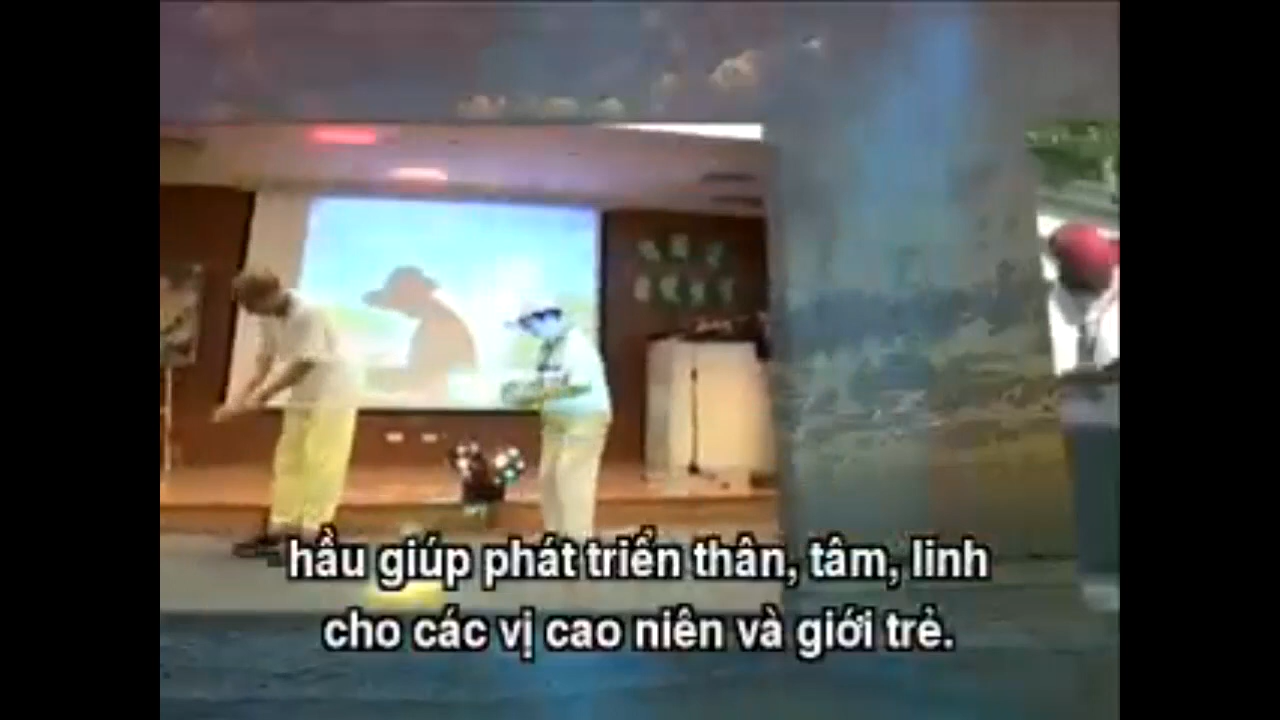 hầu giúp phát triển thân, tâm, linh
cho các vị cao niên và giới trẻ.